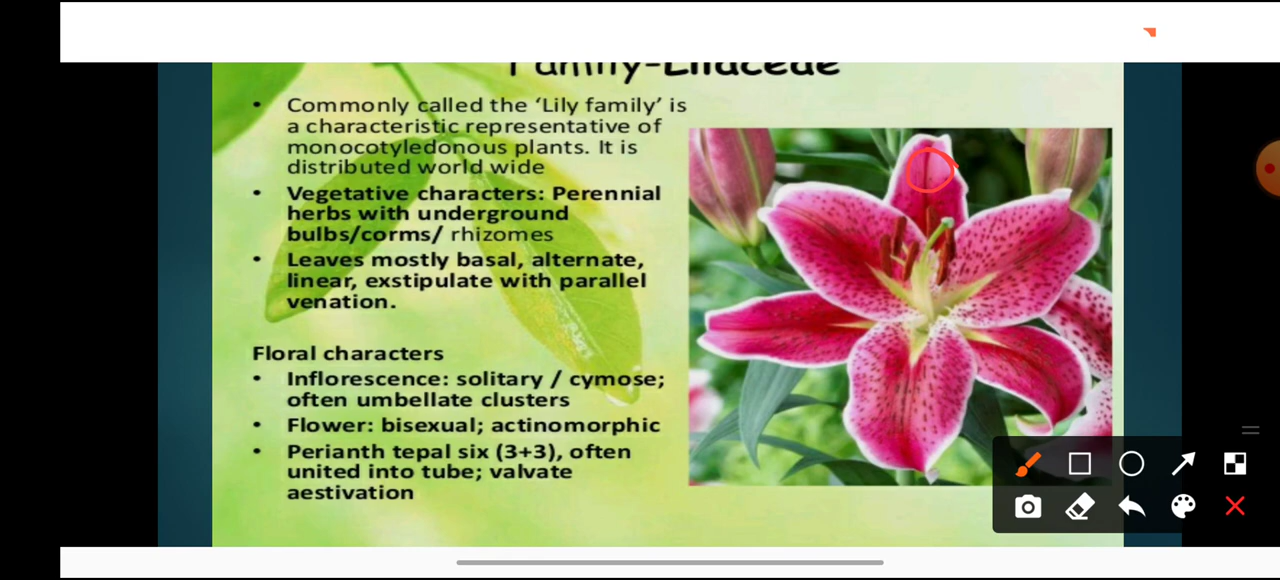 Family-Liliaceae
• Commonly called the ‘Lily family’ is
a characteristic representative of
monocotyledonous plants. It is
distributed world wide
• Vegetative characters: Perennial
herbs with underground
bulbs/corms/ rhizomes
• Leaves mostly basal, alternate,
linear, exstipulate with parallel
venation.
Floral characters
• Inflorescence: solitary / cymose;
often umbellate clusters
• Flower: bisexual; actinomorphic
• Perianth tepal six (3+3), often
united into tube; valvate
aestivation